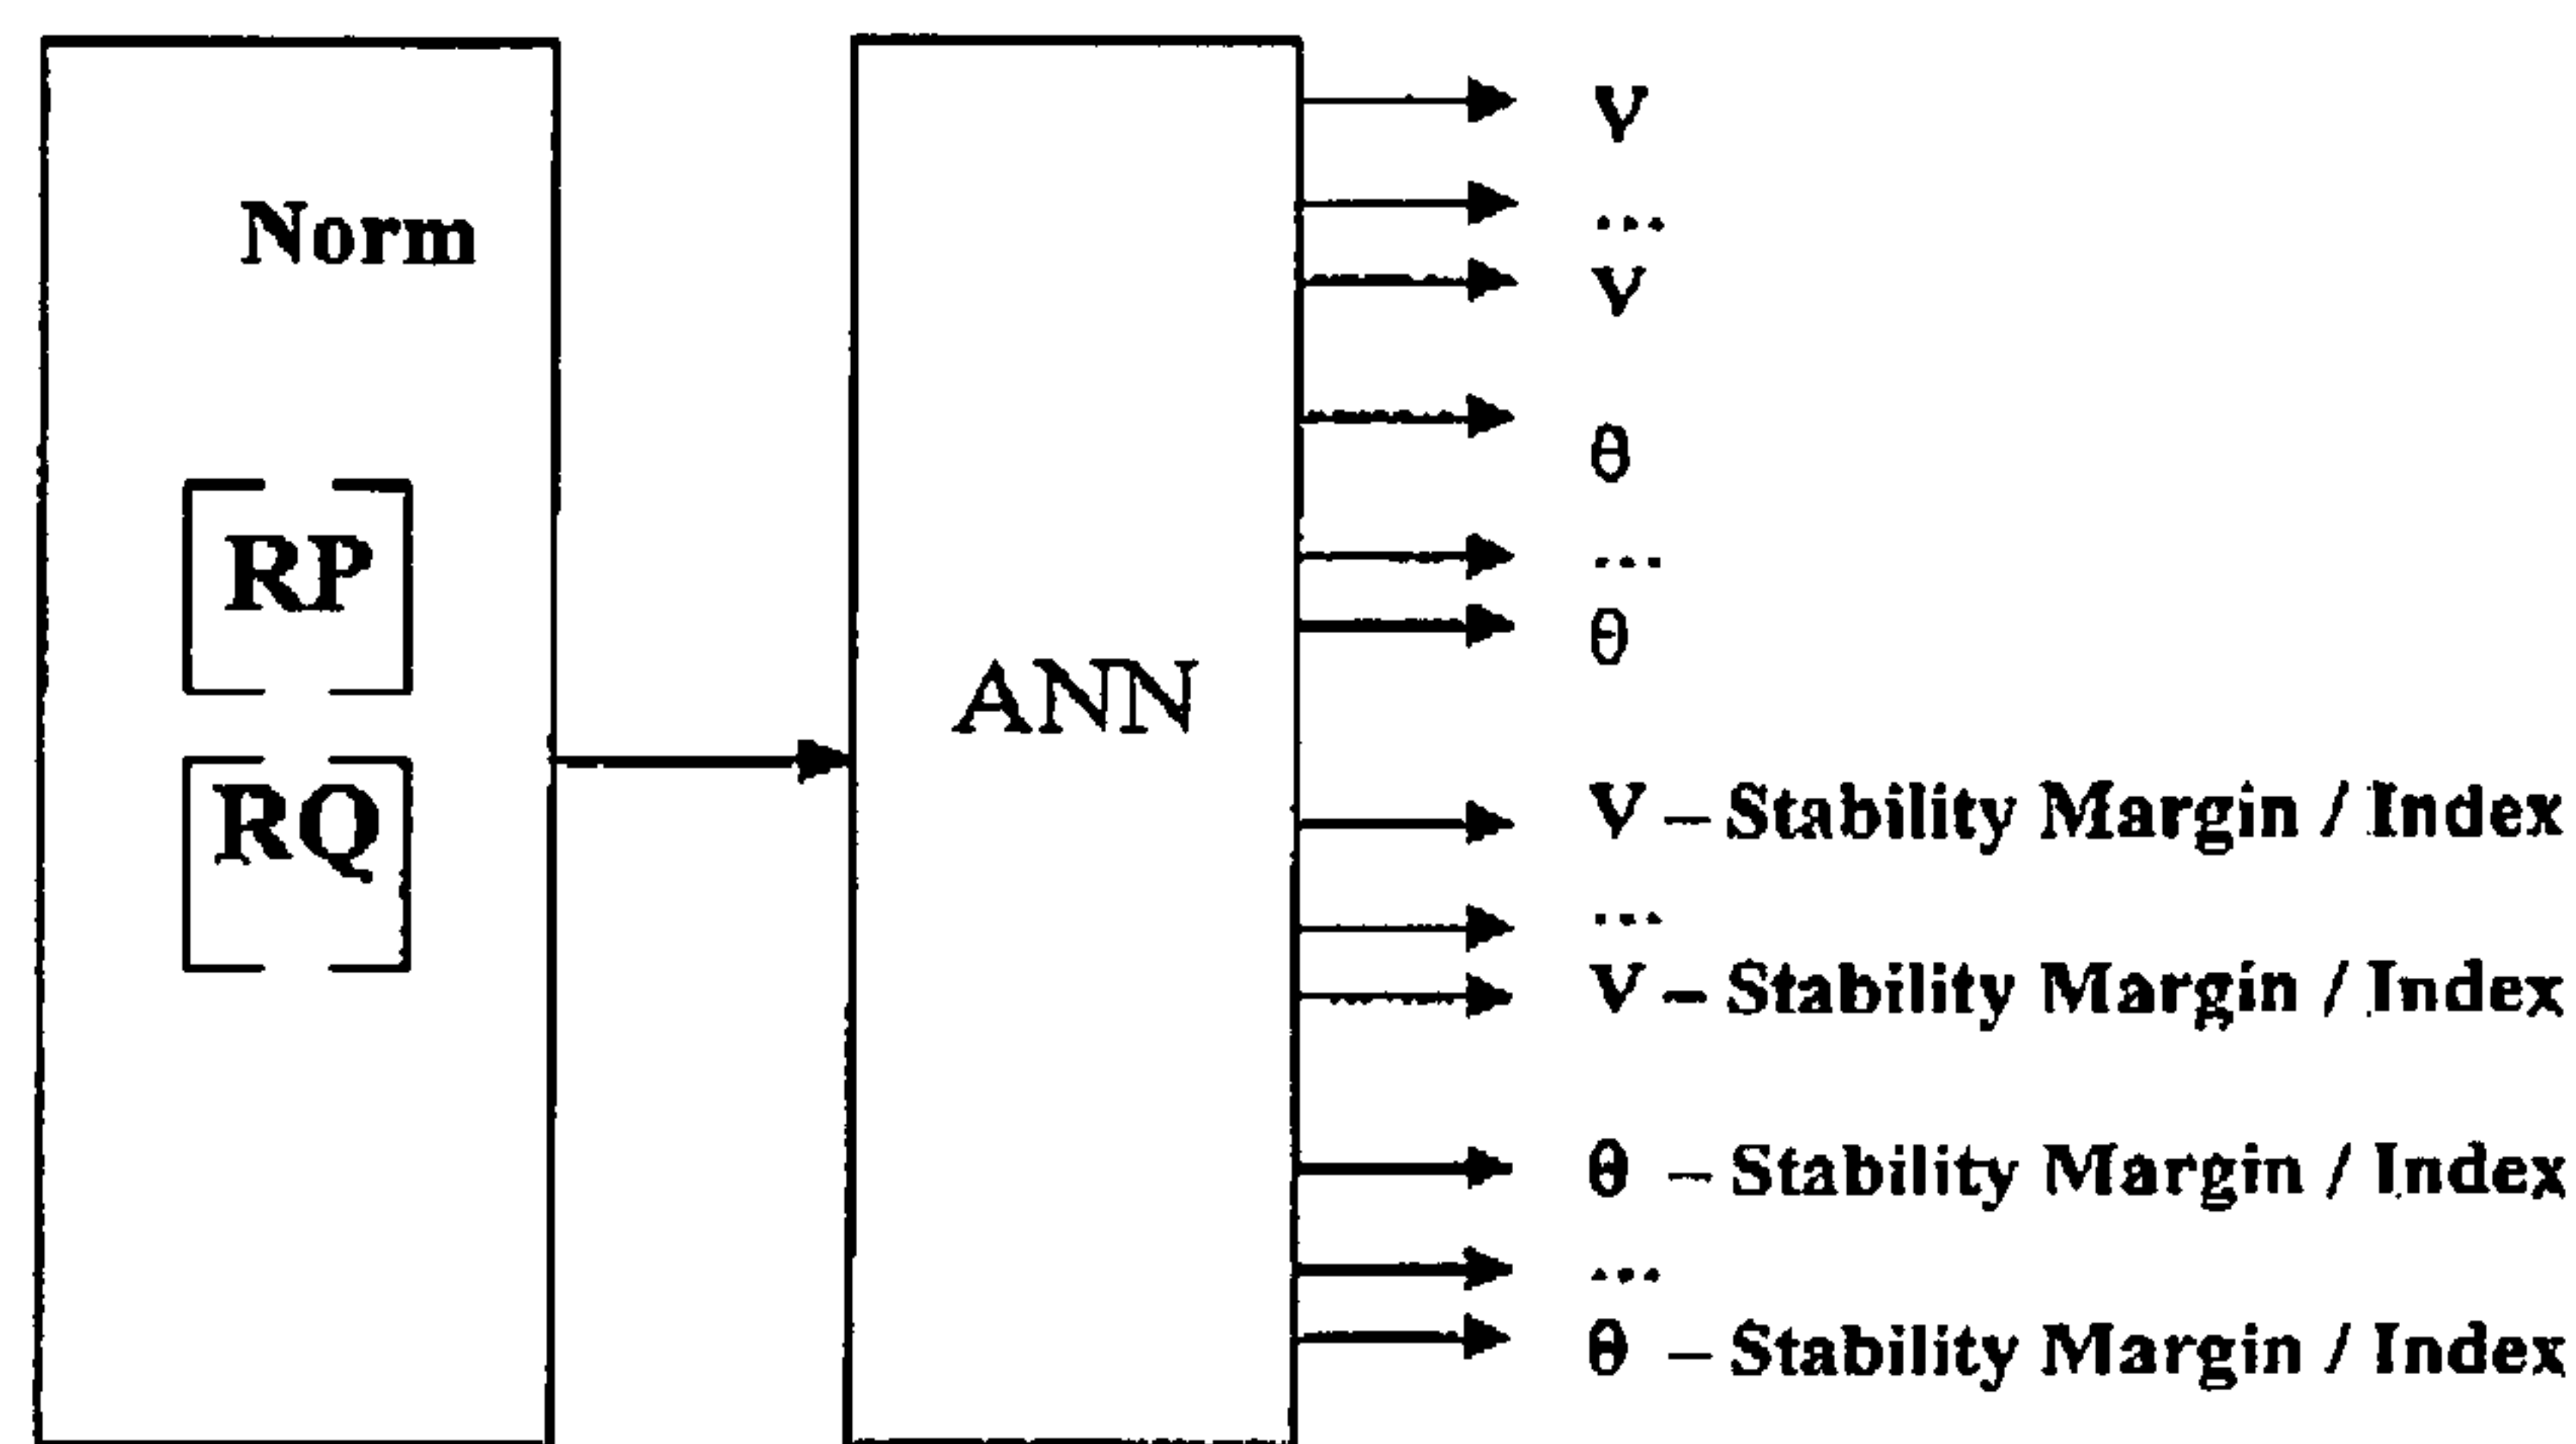 Norm
RP
RQ
ANN
V
...
V
θ
...
θ
V – Stability Margin / Index
...
V – Stability Margin / Index
θ – Stability Margin / Index
...
θ – Stability Margin / Index